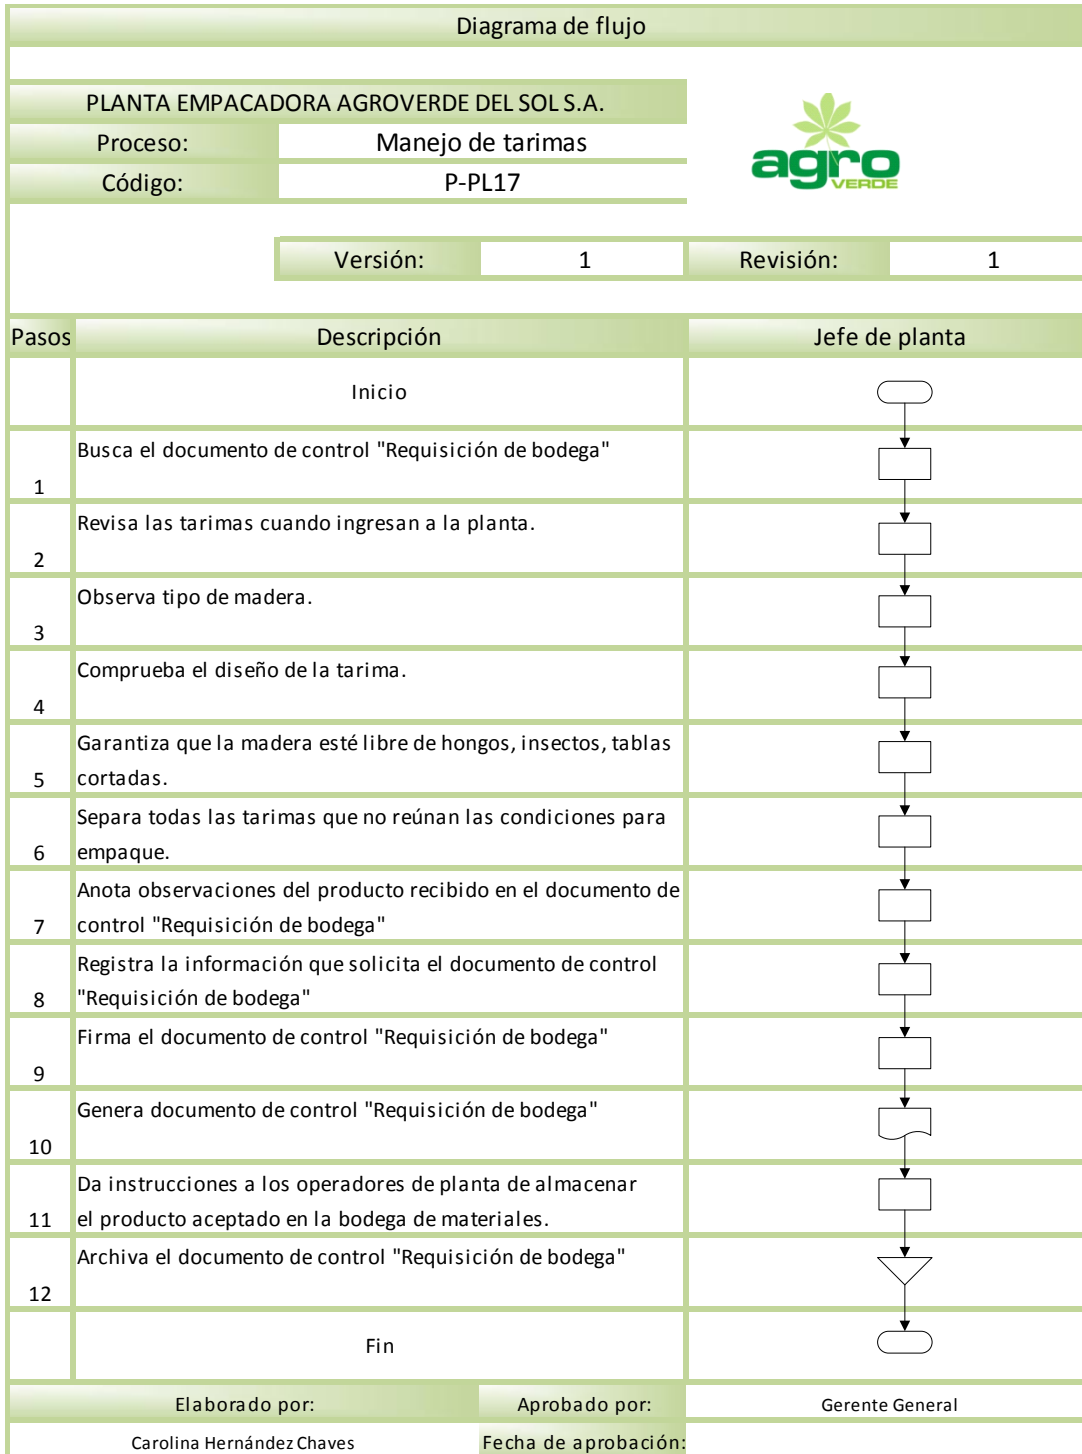 Diagrama de flujo
PLANTA EMPACADORA AGROVERDE DEL SOL S.A.
Proceso: Manejo de tarimas
Código: P-PL17
agro
VERDE
Versión: 1 Revisión: 1
Pasos Descripción Jefe de planta
Inicio
1 Busca el documento de control "Requisición de bodega"
2 Revisa las tarimas cuando ingresan a la planta.
3 Observa tipo de madera.
4 Comprueba el diseño de la tarima.
Garantiza que la madera esté libre de hongos, insectos, tablas
5 cortadas.
Separa todas las tarimas que no reúnan las condiciones para
6 empaque.
Anota observaciones del producto recibido en el documento de
7 control "Requisición de bodega"
Registra la información que solicita el documento de control
8 "Requisición de bodega"
9 Firma el documento de control "Requisición de bodega"
10 Genera documento de control "Requisición de bodega"
Da instrucciones a los operadores de planta de almacenar
11 el producto aceptado en la bodega de materiales.
12 Archiva el documento de control "Requisición de bodega"
Fin
Elaborado por: Aprobado por: Gerente General
Carolina Hernández Chaves Fecha de aprobación: